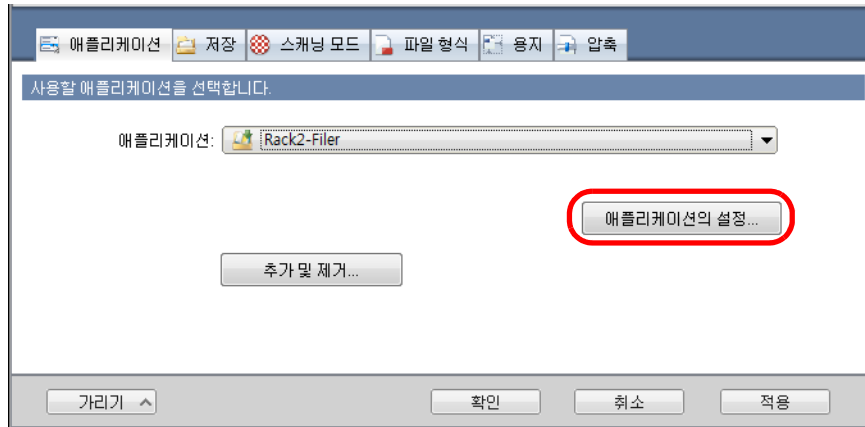 애플리케이션 저장 스캐닝 모드 파일 형식 용지 압축
사용할 애플리케이션을 선택합니다.
애플리케이션: Rack2-Filer
애플리케이션의 설정...
추가 및 제거...
가리기 확인 취소 적용